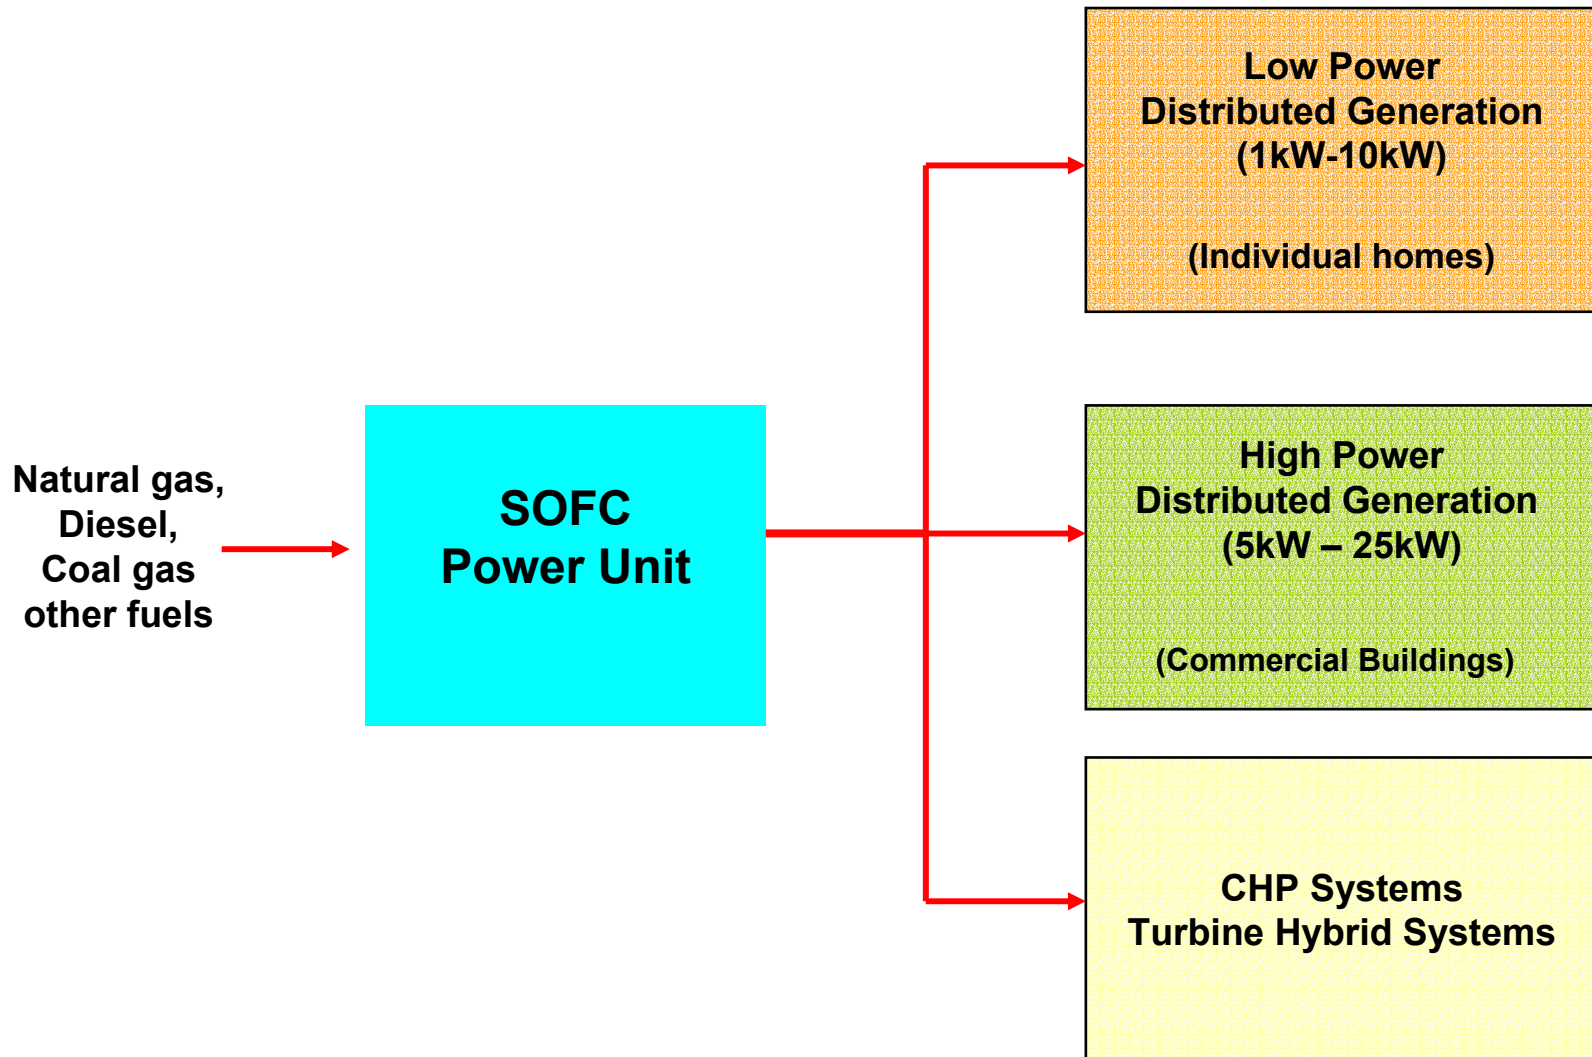 Natural gas,
Diesel,
Coal gas
other fuels
SOFC
Power Unit
Low Power
Distributed Generation
(1kW-10kW)
(Individual homes)
High Power
Distributed Generation
(5kW – 25kW)
(Commercial Buildings)
CHP Systems
Turbine Hybrid Systems